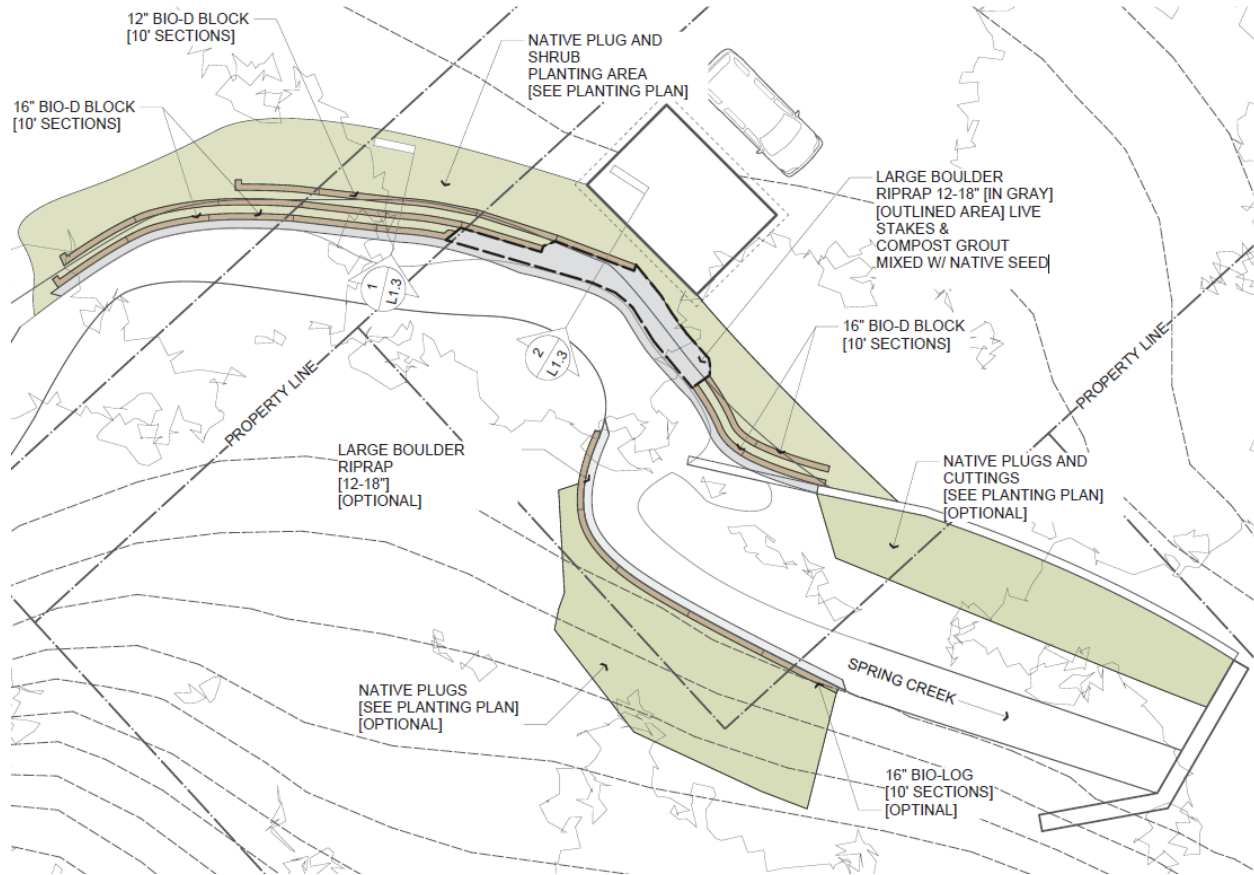 12" BIO-D BLOCK
[10' SECTIONS]
NATIVE PLUG AND
SHRUB
PLANTING AREA
[SEE PLANTING PLAN]
16" BIO-D BLOCK
[10' SECTIONS]
LARGE BOULDER
RIPRAP 12-18" [IN GRAY]
[OUTLINED AREA] LIVE
STAKES &
COMPOST GROUT
MIXED W/ NATIVE SEED
1
L1.3
2
L1.3
16" BIO-D BLOCK
[10' SECTIONS]
PROPERTY LINE
PROPERTY LINE
LARGE BOULDER
RIPRAP
[12-18"]
[OPTIONAL]
NATIVE PLUGS AND
CUTTINGS
[SEE PLANTING PLAN]
[OPTIONAL]
SPRING CREEK
NATIVE PLUGS
[SEE PLANTING PLAN]
[OPTIONAL]
16" BIO-LOG
[10' SECTIONS]
[OPTINAL]